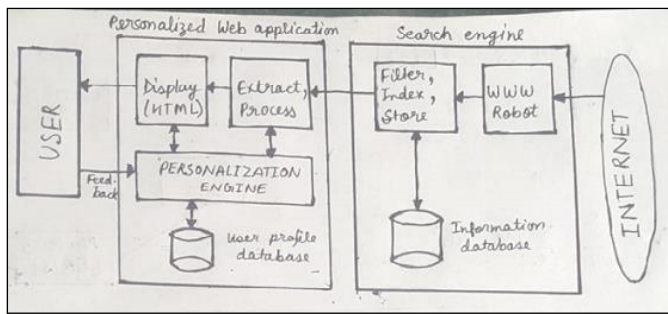 Personalized Web application
Search engine
USER
Display
(HTML)
Extract,
Process
Filter,
Index,
Store
WWW
Robot
INTERNET
Feed-
back
PERSONALIZATION
ENGINE
User profile
database
Information
database